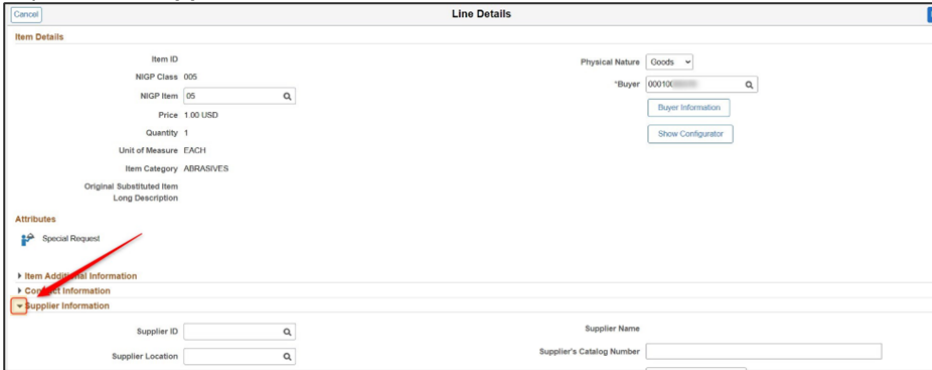 Cancel
Line Details
Item Details
Item ID
NIGP Class 005
NIGP Item 05
Price 1.00 USD
Quantity 1
Unit of Measure EACH
Item Category ABRASIVES
Original Substituted Item
Long Description
Physical Nature Goods
*Buyer 00010
Buyer Information
Show Configurator
Attributes
Special Request
Item Additional Information
Information
Supplier Information
Supplier ID
Supplier Location
Supplier Name
Supplier's Catalog Number